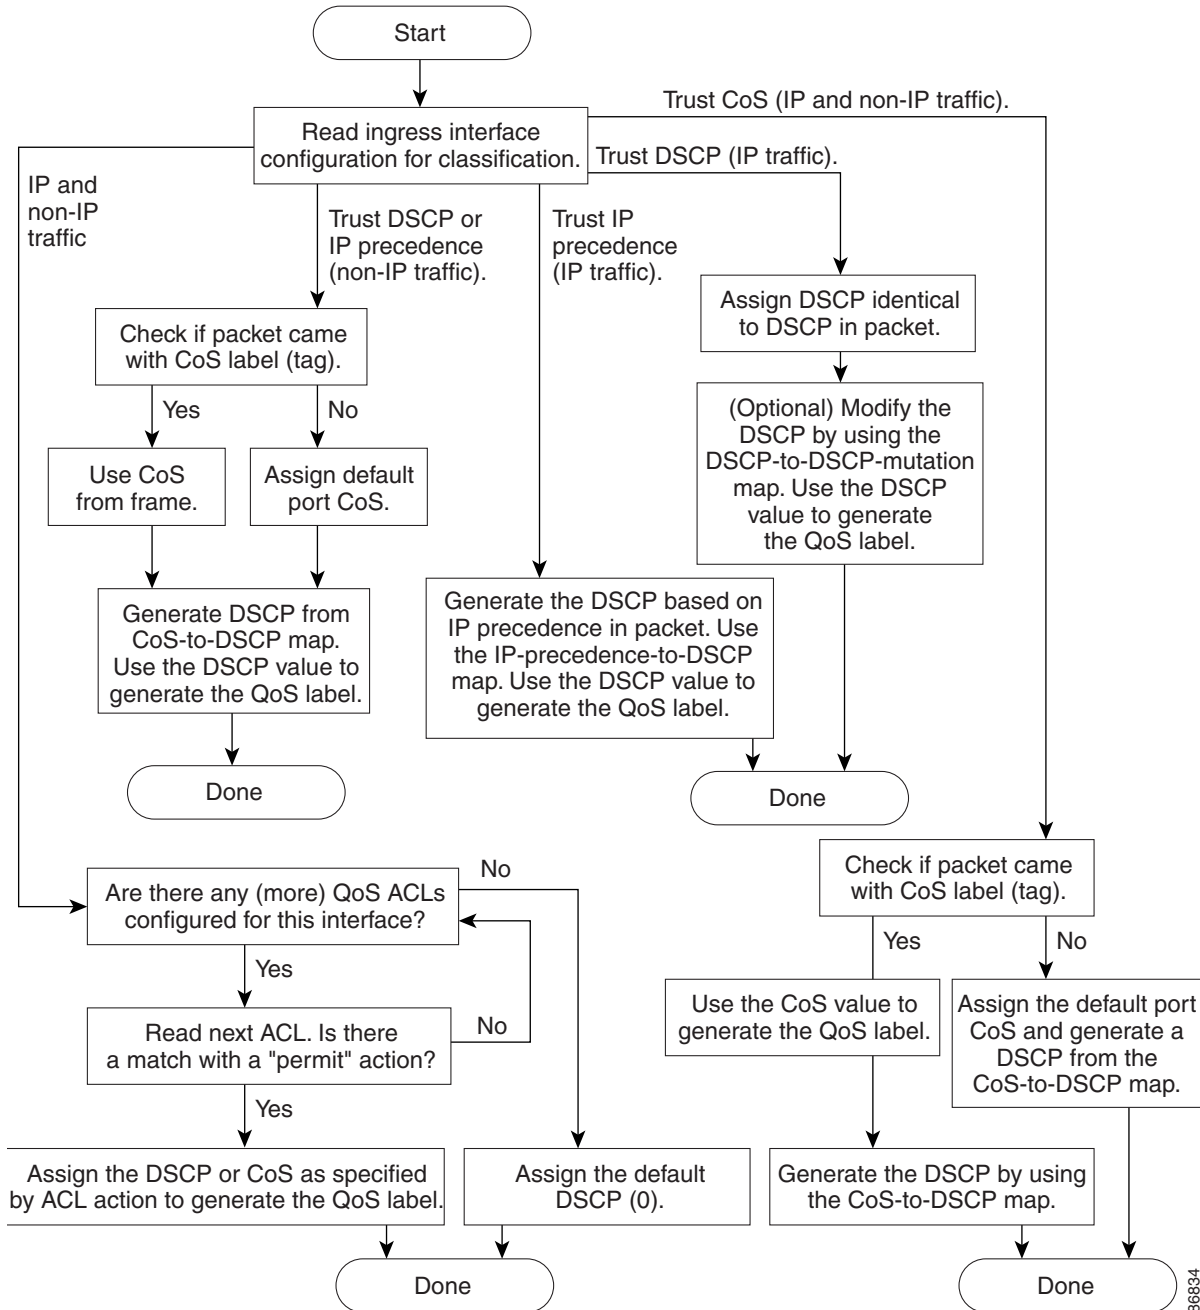 Start
Trust CoS (IP and non-IP traffic).
Read ingress interface
configuration for classification.
Trust DSCP (IP traffic).
IP and
non-IP
traffic
Trust DSCP or
IP precedence
(non-IP traffic).
Trust IP
precedence
(IP traffic).
Assign DSCP identical
to DSCP in packet.
Check if packet came
with CoS label (tag).
Yes
No
(Optional) Modify the
DSCP by using the
DSCP-to-DSCP-mutation
map. Use the DSCP
value to generate
the QoS label.
Use CoS
from frame.
Assign default
port CoS.
Generate DSCP from
CoS-to-DSCP map.
Use the DSCP value to
generate the QoS label.
Generate the DSCP based on
IP precedence in packet. Use
the IP-precedence-to-DSCP
map. Use the DSCP value to
generate the QoS label.
Done
Done
Are there any (more) QoS ACLs
configured for this interface?
No
Check if packet came
with CoS label (tag).
Yes
Yes
No
Read next ACL. Is there
a match with a "permit" action?
No
Use the CoS value to
generate the QoS label.
Assign the default port
CoS and generate a
DSCP from the
CoS-to-DSCP map.
Yes
Assign the DSCP or CoS as specified
by ACL action to generate the QoS label.
Assign the default
DSCP (0).
Generate the DSCP by using
the CoS-to-DSCP map.
Done
Done